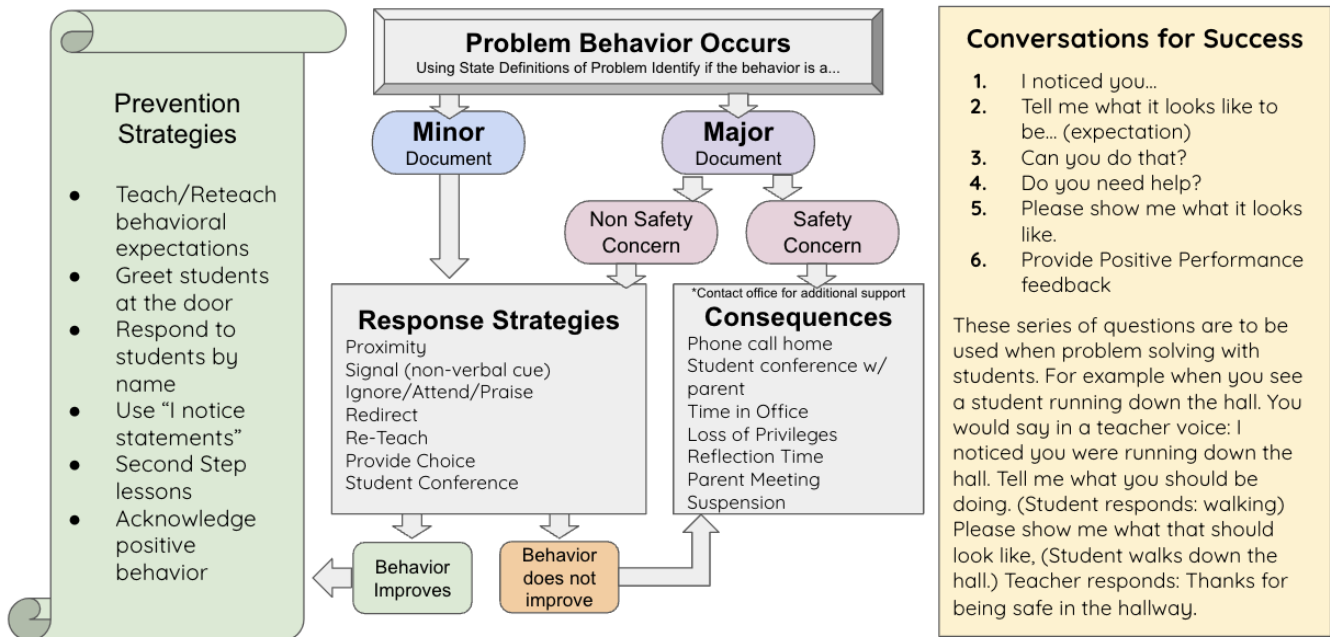 Prevention
Strategies
● Teach/Reteach
behavioral
expectations
● Greet students
at the door
● Respond to
students by
name
● Use “I notice
statements”
● Second Step
lessons
● Acknowledge
positive
behavior
Problem Behavior Occurs
Using State Definitions of Problem Identify if the behavior is a...
Minor
Document
Major
Document
Non Safety
Concern
Safety
Concern
Response Strategies
Proximity
Signal (non-verbal cue)
Ignore/Attend/Praise
Redirect
Re-Teach
Provide Choice
Student Conference
*Contact office for additional support
Consequences
Phone call home
Student conference w/
parent
Time in Office
Loss of Privileges
Reflection Time
Parent Meeting
Suspension
Behavior
Improves
Behavior
does not
improve
Conversations for Success
1. I noticed you...
2. Tell me what it looks like to
be... (expectation)
3. Can you do that?
4. Do you need help?
5. Please show me what it looks
like.
6. Provide Positive Performance
feedback
These series of questions are to be
used when problem solving with
students. For example when you see
a student running down the hall. You
would say in a teacher voice: I
noticed you were running down the
hall. Tell me what you should be
doing. (Student responds: walking)
Please show me what that should
look like, (Student walks down the
hall.) Teacher responds: Thanks for
being safe in the hallway.